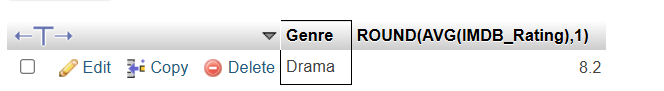 Genre ROUND(AVG(IMDB_Rating),1)
Edit Copy Delete Drama 8.2